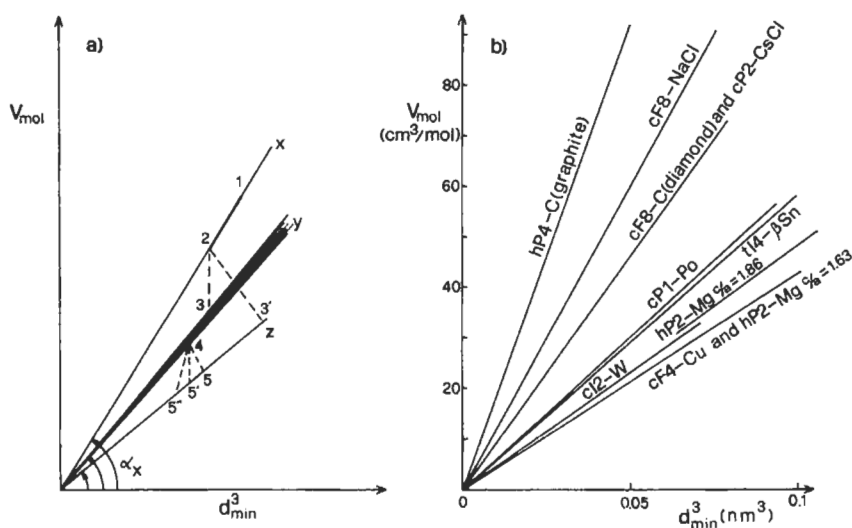 a)
V_mol
x
1
2
y
3
3'
z
4
5
5'
5''
α_x
d³_min
b)
V_mol
(cm³/mol)
80
60
40
20
0
0.05
0.1
d³_min (nm³)
hP4-C(graphite)
cF8-NaCl
cF8-C(diamond) and cP2-CsCl
cP1-Po
tI4-βSn
hP2-Mg c/a=1.86
cI2-W
cF4-Cu and hP2-Mg c/a=1.63